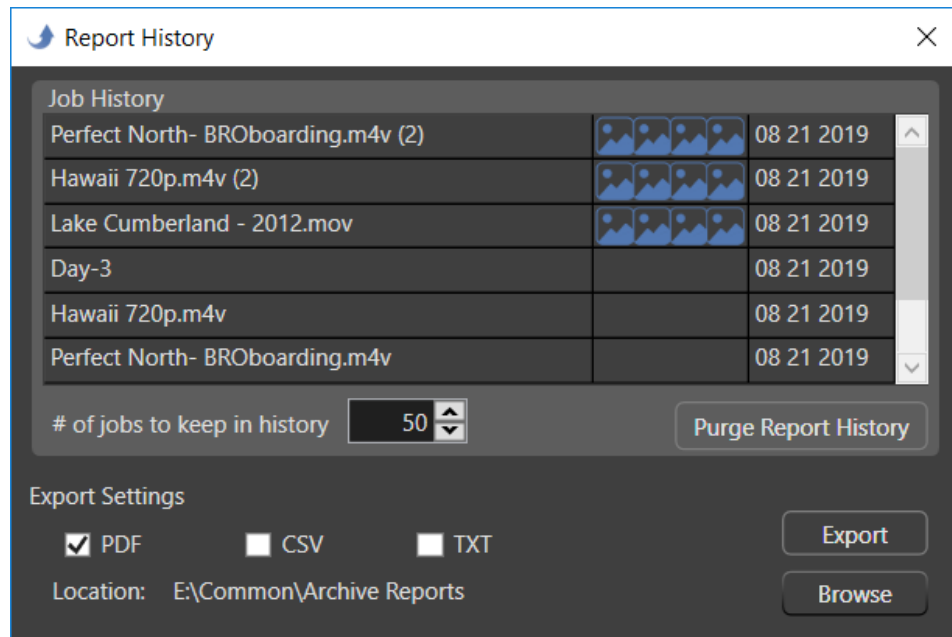 Report History
Job History
Perfect North- BROboarding.m4v (2) 08 21 2019
Hawaii 720p.m4v (2) 08 21 2019
Lake Cumberland - 2012.mov 08 21 2019
Day-3 08 21 2019
Hawaii 720p.m4v 08 21 2019
Perfect North- BROboarding.m4v 08 21 2019
# of jobs to keep in history 50 Purge Report History
Export Settings
PDF CSV TXT Export
Location: E:\Common\Archive Reports Browse